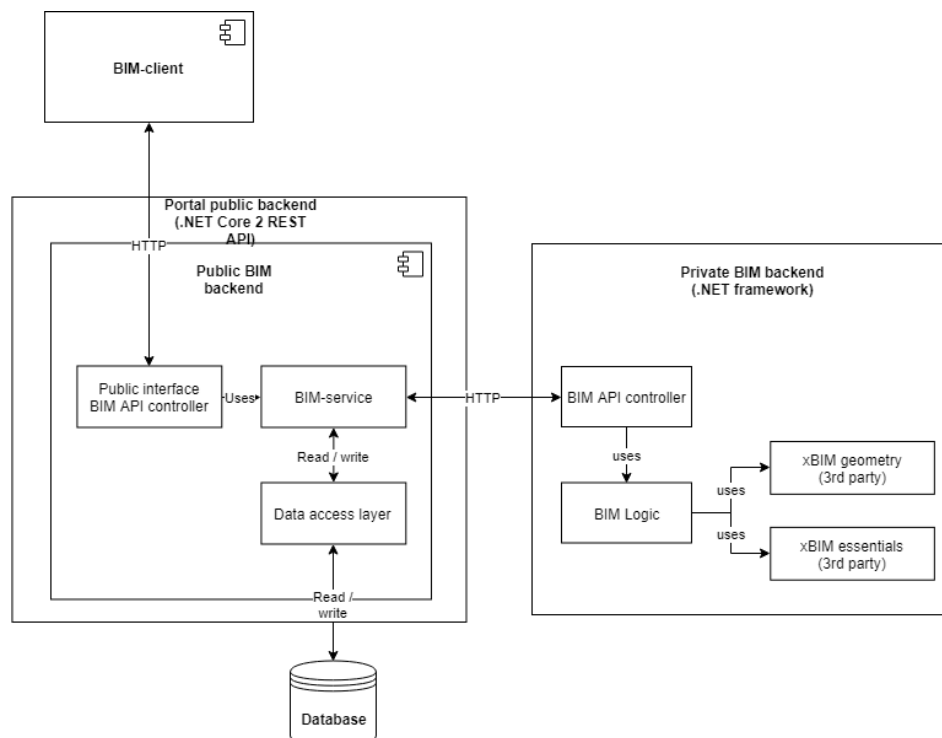 BIM-client
Portal public backend
(.NET Core 2 REST
API)
HTTP
Public BIM
backend
Private BIM backend
(.NET framework)
Public interface
BIM API controller
Uses
BIM-service
HTTP
BIM API controller
Read / write
uses
xBIM geometry
(3rd party)
uses
Data access layer
BIM Logic
uses
xBIM essentials
(3rd party)
Read /
write
Database